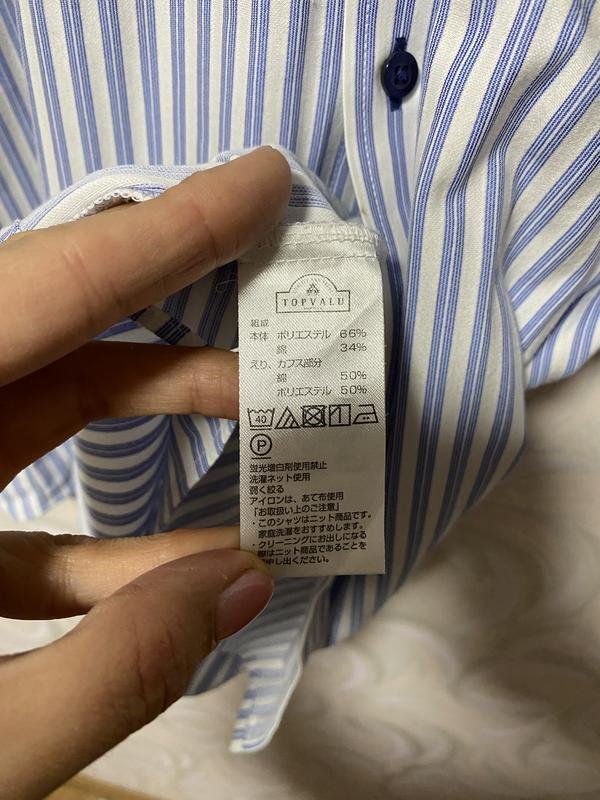 TOPVALU
組成
本体 ポリエステル 66%
綿 34%
えり、カフス部分
綿 50%
ポリエステル 50%
40
P
蛍光増白剤使用禁止
洗濯ネット使用
弱く絞る
アイロンは、あて布使用
「お取扱い上のご注意」
・このシャツはニット商品です。
家庭洗濯をおすすめします。
・クリーニングにお出しになる
際はニット商品であることを
申し出ください。